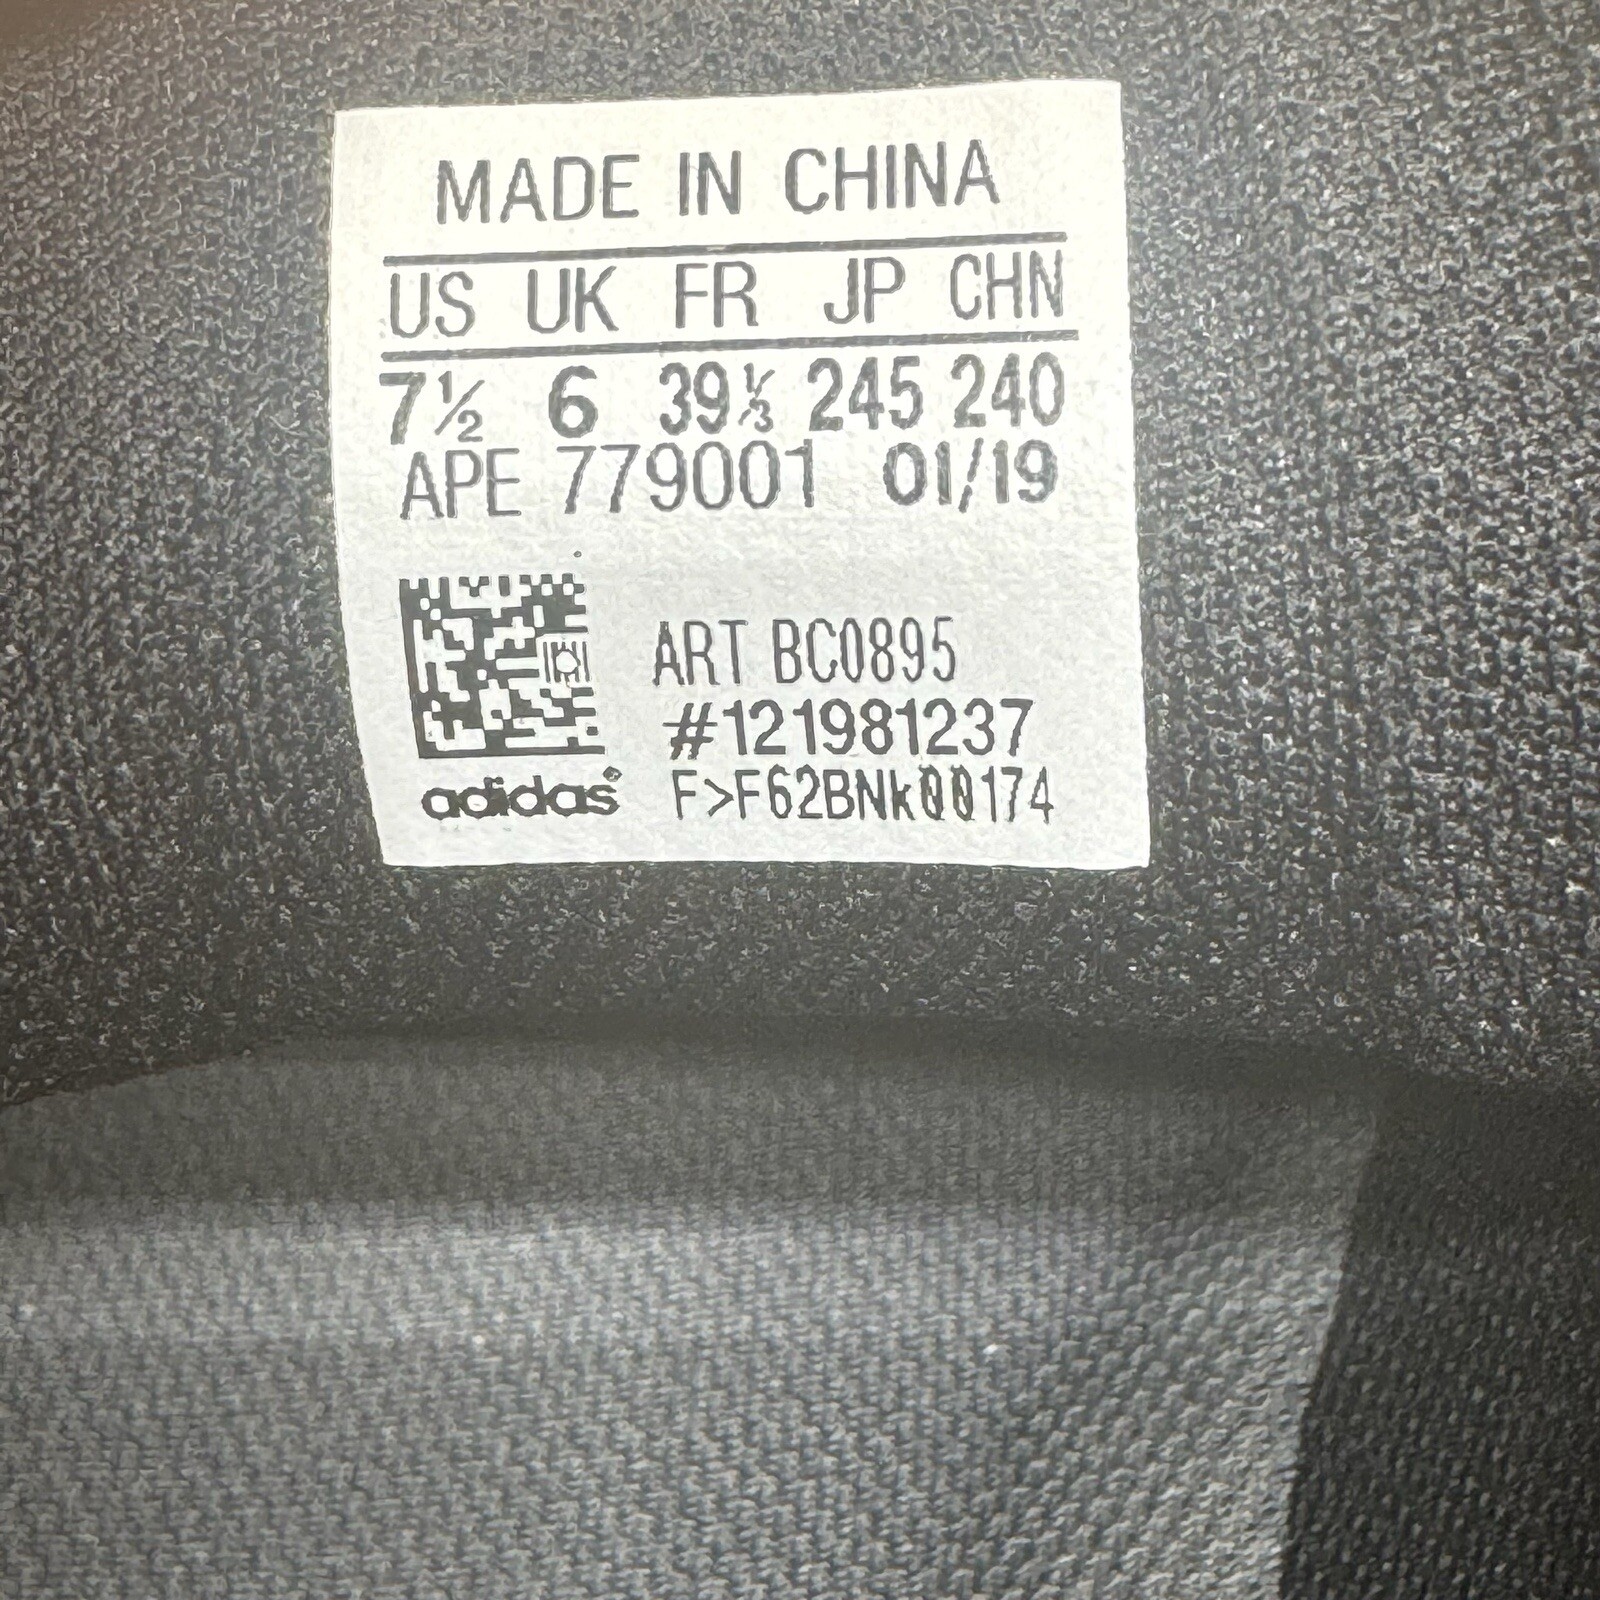 MADE IN CHINA
US UK FR JP CHN
7½ 6 39⅓ 245 240
APE 779001 01/19
ART BC0895
#121981237
adidas® F>F62BNK00174